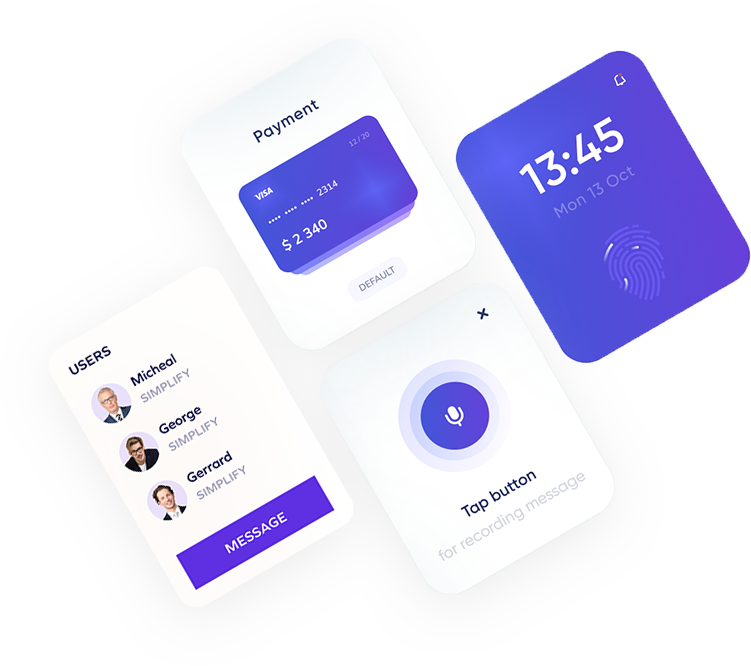 Payment
VISA
12 / 20
•••• •••• •••• 2314
$ 2 340
DEFAULT
13:45
Mon 13 Oct
USERS
Micheal
SIMPLIFY
George
SIMPLIFY
Gerrard
SIMPLIFY
MESSAGE
Tap button
for recording message